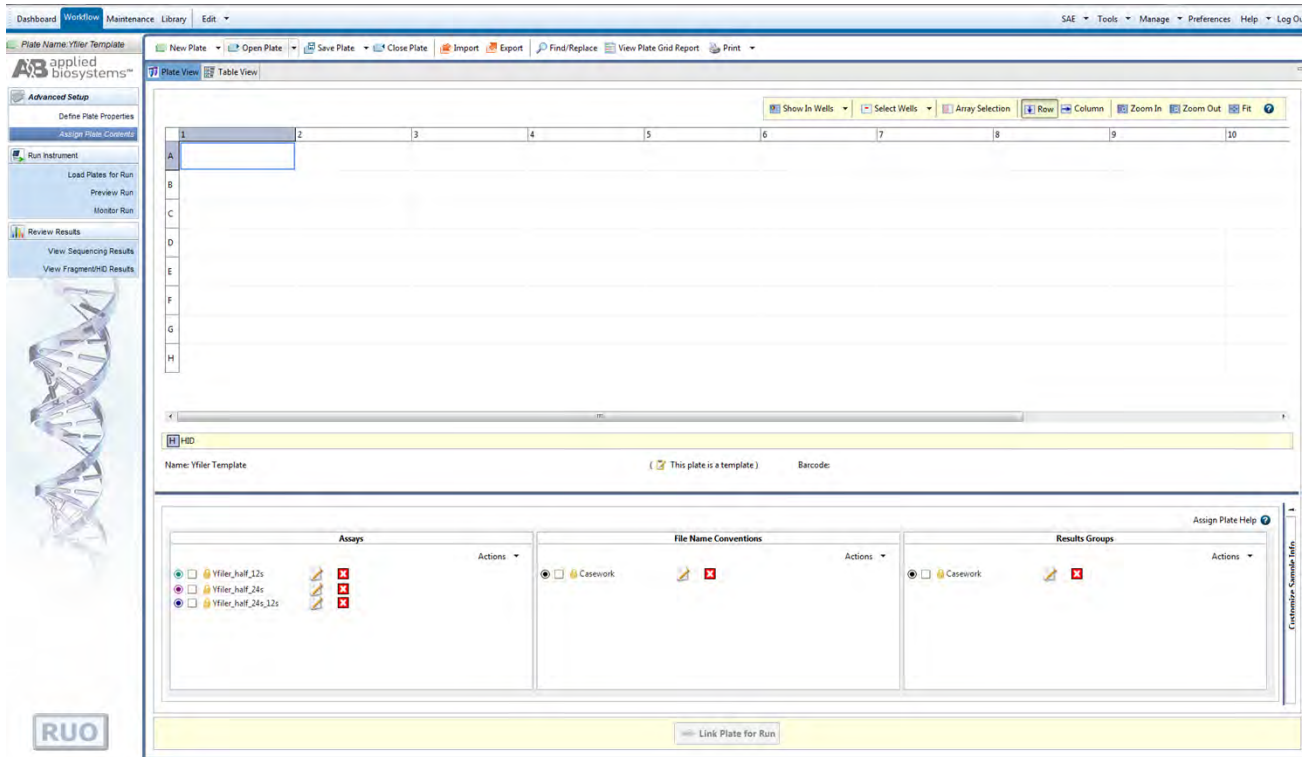 Dashboard Workflow Maintenance Library Edit
SAE Tools Manage Preferences Help Log Ou
Plate Name: Yfiler Template
New Plate Open Plate Save Plate Close Plate Import Export Find/Replace View Plate Grid Report Print
AB applied biosystems™
Plate View Table View
Advanced Setup
Define Plate Properties
Assign Plate Contents
Run Instrument
Load Plates for Run
Preview Run
Monitor Run
Review Results
View Sequencing Results
View Fragment/HID Results
Show In Wells Select Wells Array Selection Row Column Zoom In Zoom Out Fit
1 2 3 4 5 6 7 8 9 10
A
B
C
D
E
F
G
H
H HID
Name: Yfiler Template ( This plate is a template ) Barcode:
Assign Plate Help
Assays File Name Conventions Results Groups
Actions Actions Actions
Yfiler_half_12s Casework Casework
Yfiler_half_24s
Yfiler_half_24s_12s
Customize Sample Info
RUO
Link Plate for Run